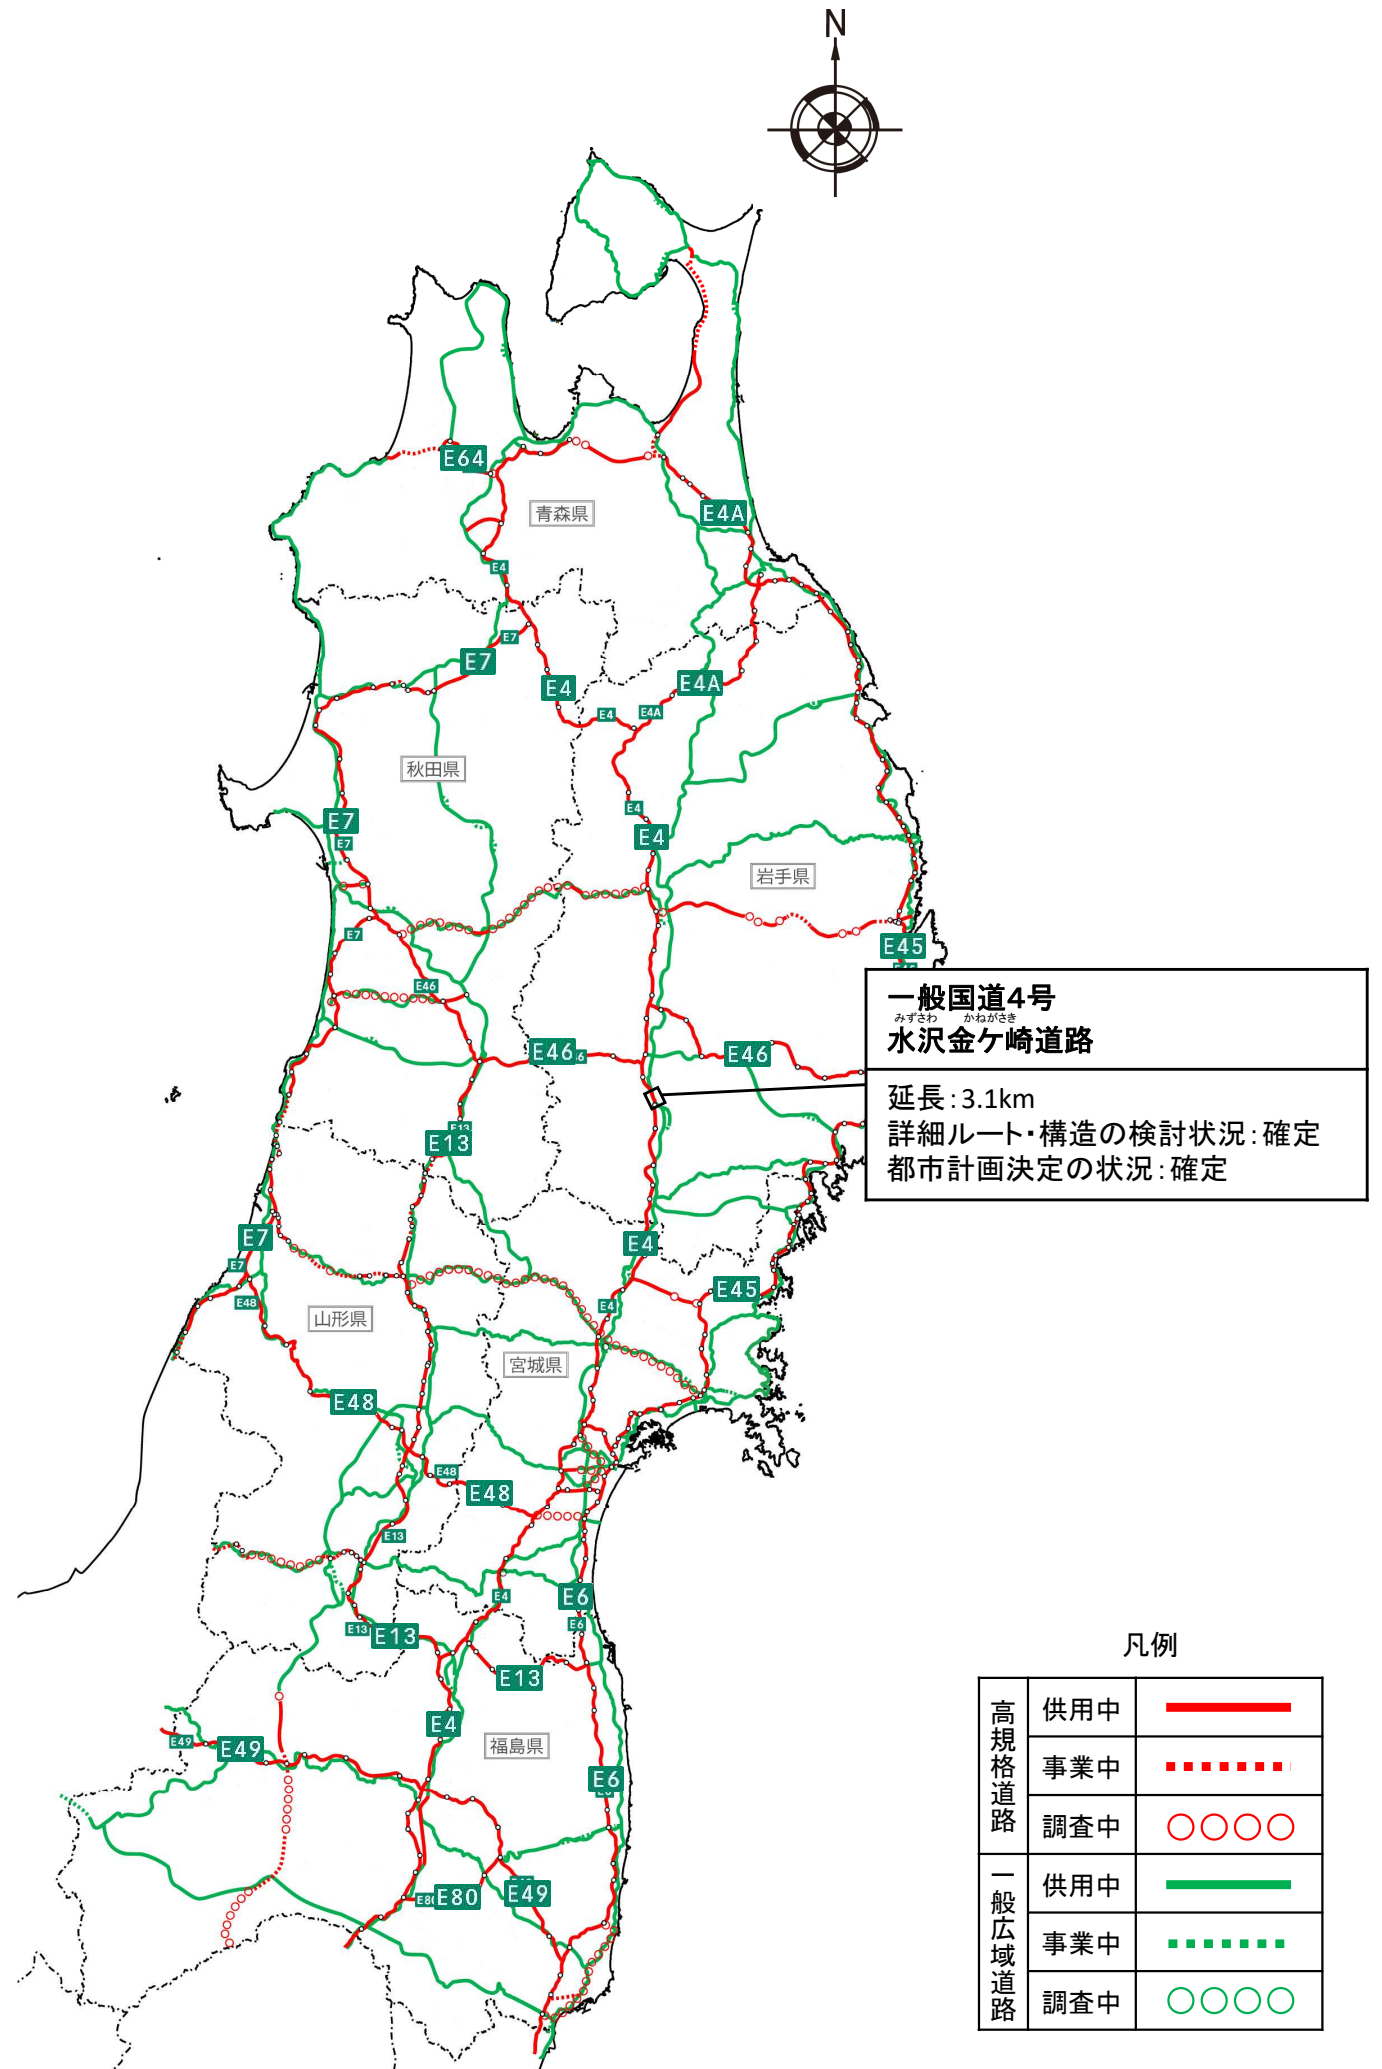 N
E64
青森県
E4A
E4
E7
E7
E4
E4A
E4
E4A
秋田県
E7
E7
E4
E4
岩手県
E7
E45
E46
一般国道4号
みずさわ かねがさき
水沢金ケ崎道路
延長：3.1km
詳細ルート・構造の検討状況：確定
都市計画決定の状況：確定
E46
E46
E13
E13
E7
E7
E48
E4
E4
E45
山形県
宮城県
E48
E48
E48
E13
E4
E6
E6
E13
E13
E13
E4
福島県
E49
E49
E6
E80
E80
E49
凡例
高規格道路
供用中
事業中
調査中
一般広域道路
供用中
事業中
調査中